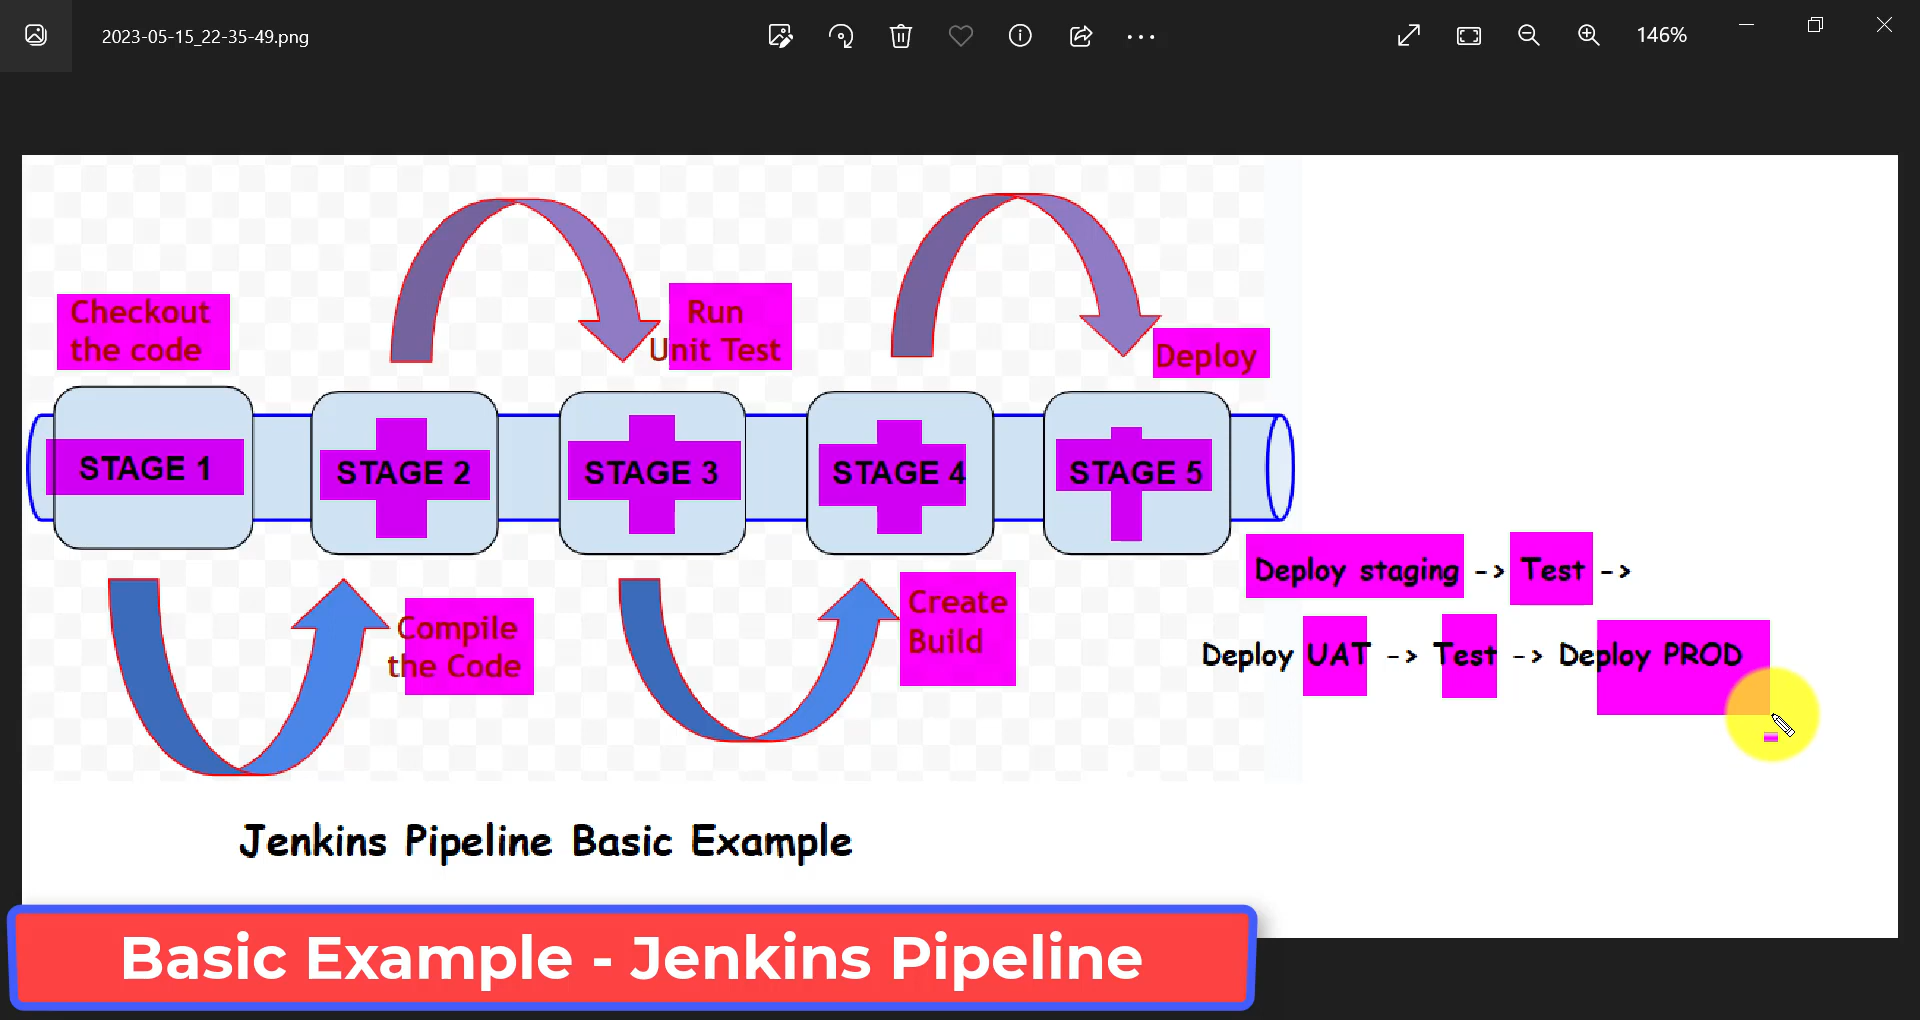 2023-05-15_22-35-49.png
146%
Checkout
the code
Run
Unit Test
Deploy
STAGE 1
STAGE 2
STAGE 3
STAGE 4
STAGE 5
Compile
the Code
Create
Build
Deploy staging -> Test ->
Deploy UAT -> Test -> Deploy PROD
Jenkins Pipeline Basic Example
Basic Example - Jenkins Pipeline